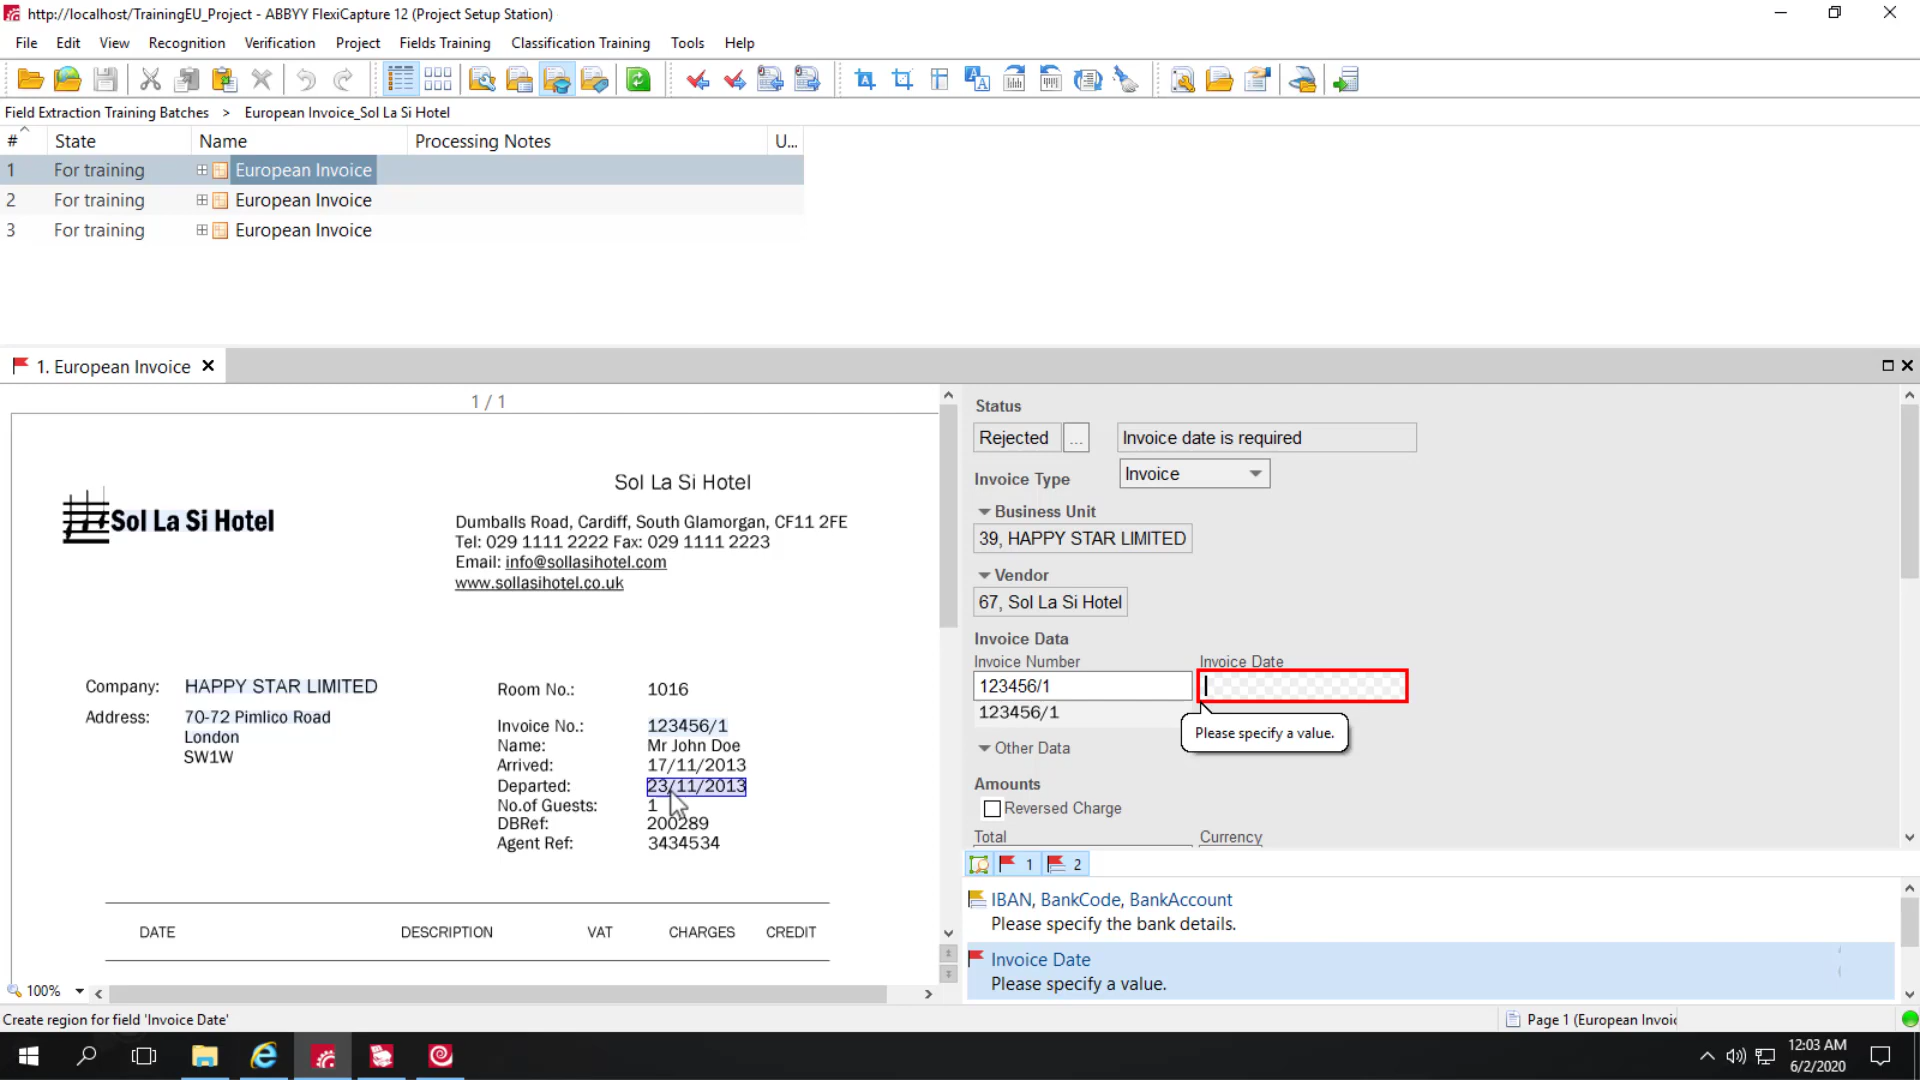 http://localhost/TrainingEU_Project - ABBYY FlexiCapture 12 (Project Setup Station)
File Edit View Recognition Verification Project Fields Training Classification Training Tools Help
Field Extraction Training Batches > European Invoice_Sol La Si Hotel
# State Name Processing Notes U...
1 For training European Invoice
2 For training European Invoice
3 For training European Invoice
1. European Invoice
1 / 1
Sol La Si Hotel
Sol La Si Hotel
Dumballs Road, Cardiff, South Glamorgan, CF11 2FE
Tel: 029 1111 2222 Fax: 029 1111 2223
Email: info@sollasihotel.com
www.sollasihotel.co.uk
Company: HAPPY STAR LIMITED
Address: 70-72 Pimlico Road
London
SW1W
Room No.: 1016
Invoice No.: 123456/1
Name: Mr John Doe
Arrived: 17/11/2013
Departed: 23/11/2013
No.of Guests: 1
DBRef: 200289
Agent Ref: 3434534
DATE DESCRIPTION VAT CHARGES CREDIT
100%
Status
Rejected ... Invoice date is required
Invoice Type Invoice
Business Unit
39, HAPPY STAR LIMITED
Vendor
67, Sol La Si Hotel
Invoice Data
Invoice Number Invoice Date
123456/1
123456/1
Please specify a value.
Other Data
Amounts
Reversed Charge
Total Currency
1 2
IBAN, BankCode, BankAccount
Please specify the bank details.
Invoice Date
Please specify a value.
Create region for field 'Invoice Date'
Page 1 (European Invoic
12:03 AM
6/2/2020